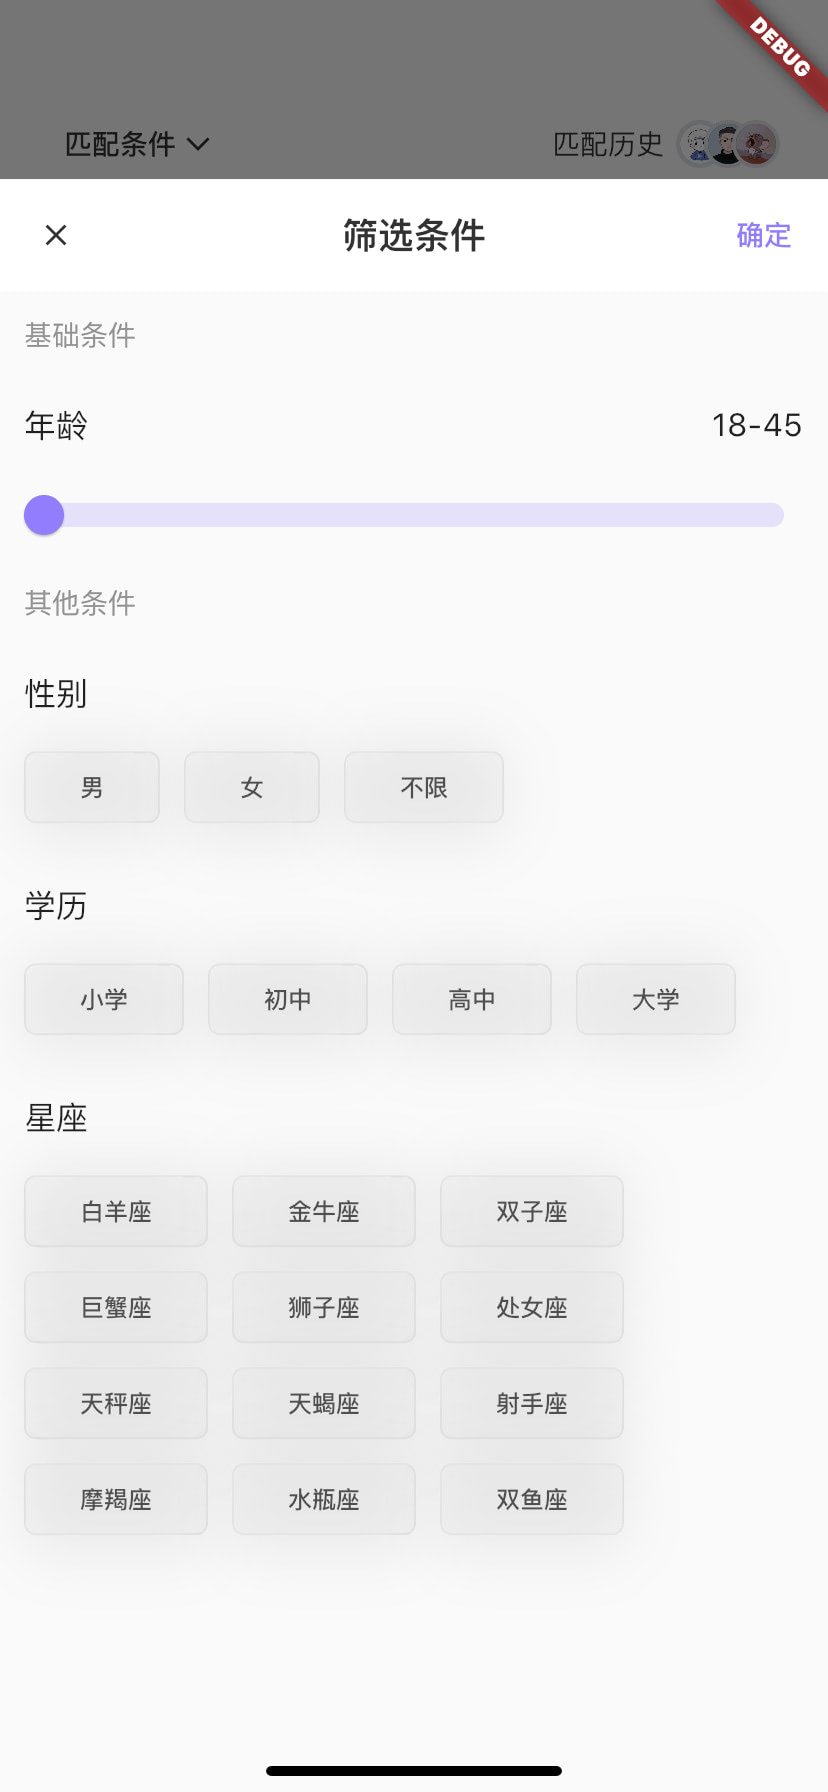 DEBUG
匹配条件 匹配历史
筛选条件 确定
基础条件
年龄 18-45
其他条件
性别
男 女 不限
学历
小学 初中 高中 大学
星座
白羊座 金牛座 双子座
巨蟹座 狮子座 处女座
天秤座 天蝎座 射手座
摩羯座 水瓶座 双鱼座